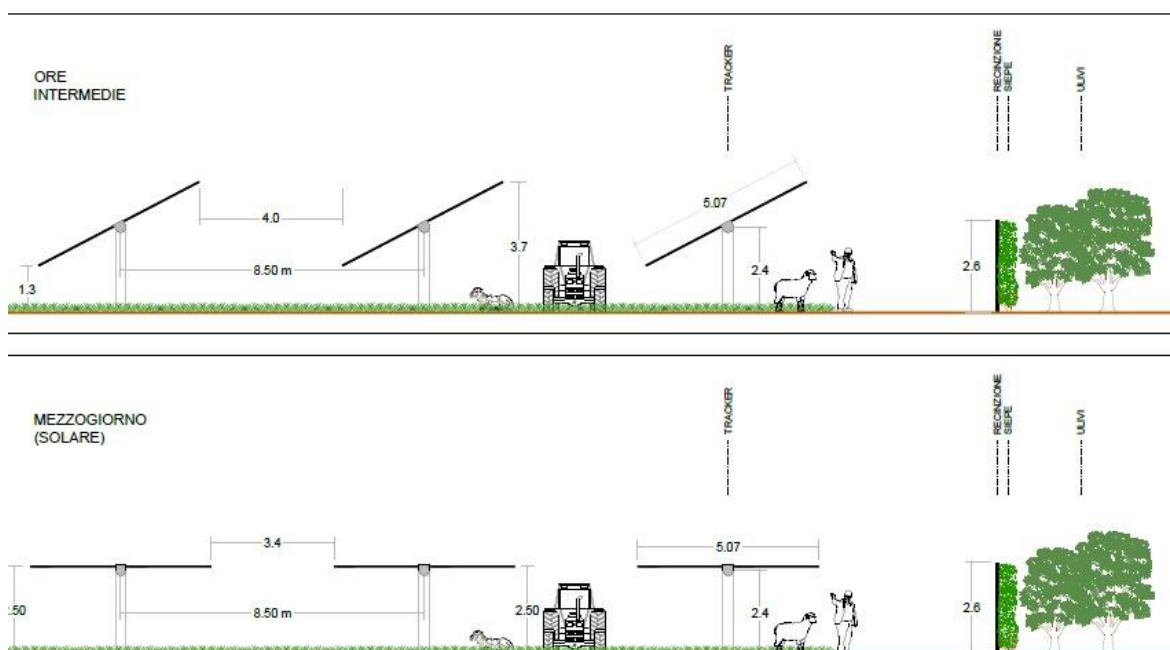 ORE
INTERMEDIE
TRACKER
RECINZIONE
SIEPE
ULIVI
4.0
5.07
8.50 m
3.7
2.4
1.3
2.6
MEZZOGIORNO
(SOLARE)
TRACKER
RECINZIONE
SIEPE
ULIVI
3.4
5.07
.50
8.50 m
2.50
2.4
2.6